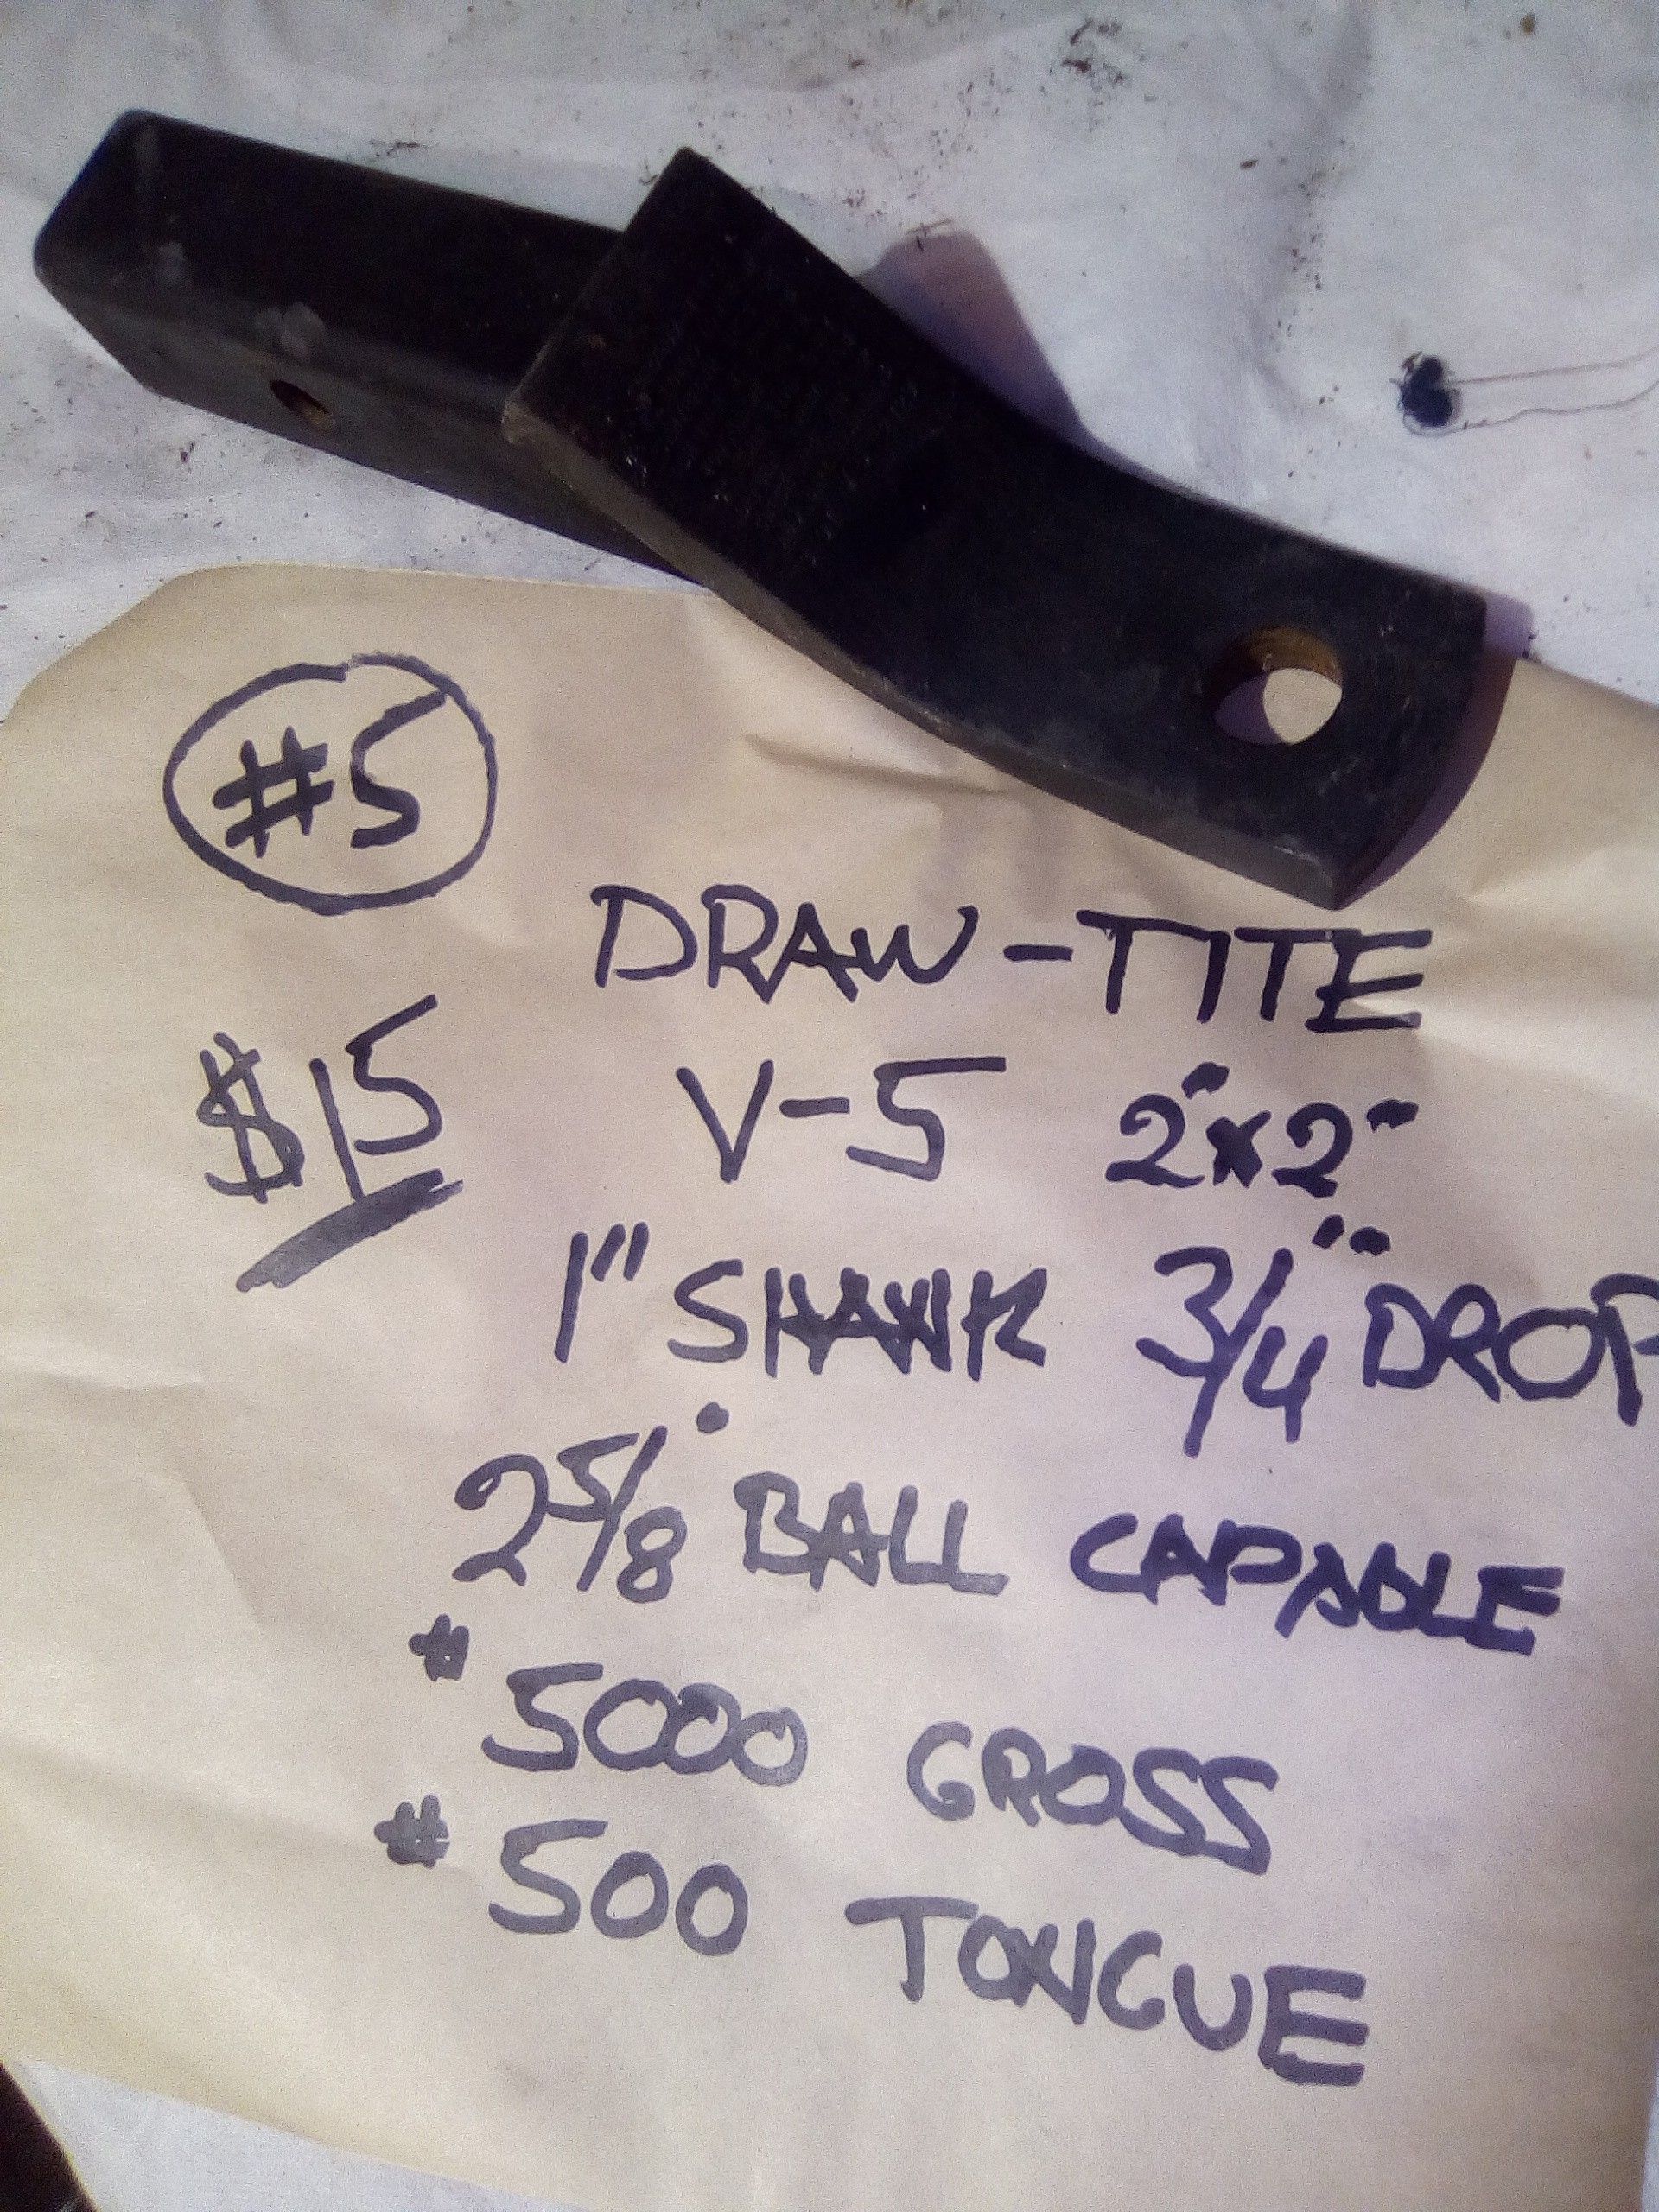 #5
DRAW-TITE
$15
V-5 2"x2"
1" SHANK 3/4" DROP
2 5/8" BALL CAPABLE
# 5000 GROSS
# 500 TONGUE